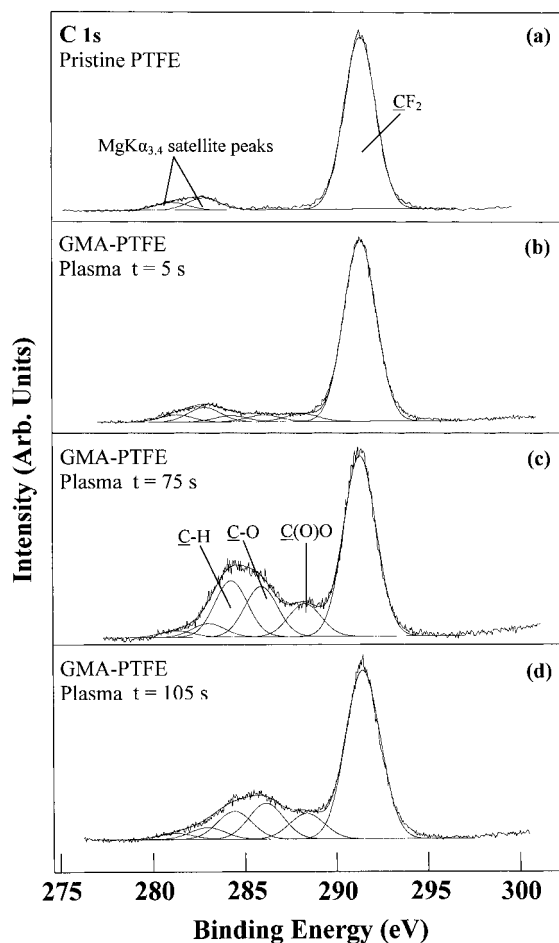 C 1s
(a)
Pristine PTFE
CF2
MgKα3,4 satellite peaks
GMA-PTFE
(b)
Plasma t = 5 s
GMA-PTFE
(c)
Plasma t = 75 s
C-H
C-O
C(O)O
GMA-PTFE
(d)
Plasma t = 105 s
Intensity (Arb. Units)
275 280 285 290 295 300
Binding Energy (eV)